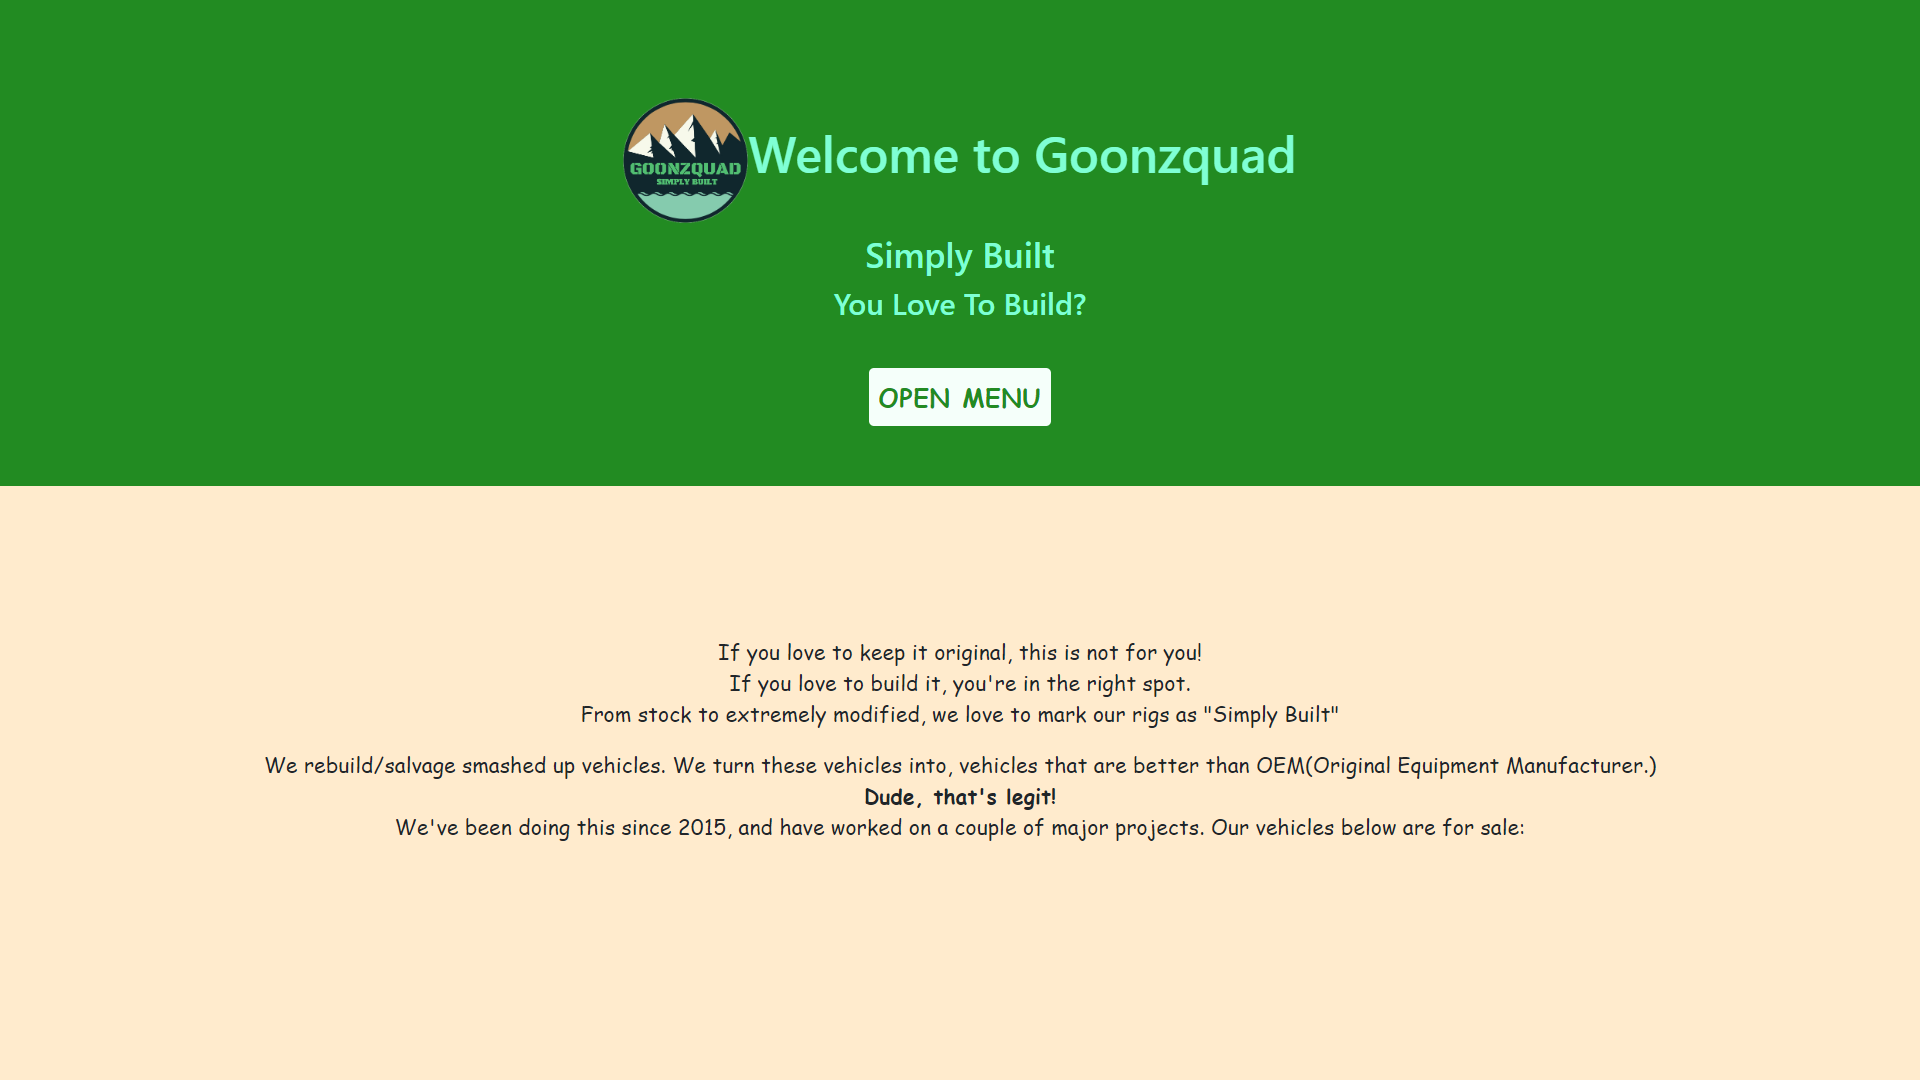 GOONZQUAD
SIMPLY BUILT
Welcome to Goonzquad
Simply Built
You Love To Build?
OPEN MENU
If you love to keep it original, this is not for you!
If you love to build it, you're in the right spot.
From stock to extremely modified, we love to mark our rigs as "Simply Built"
We rebuild/salvage smashed up vehicles. We turn these vehicles into, vehicles that are better than OEM(Original Equipment Manufacturer.)
Dude, that's legit!
We've been doing this since 2015, and have worked on a couple of major projects. Our vehicles below are for sale: